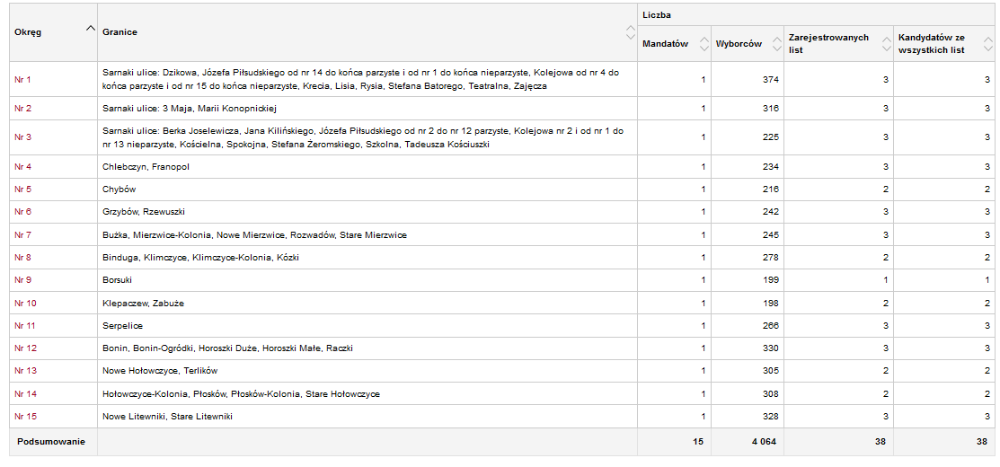 Okręg Granice Liczba
Mandatów Wyborców Zarejestrowanych list Kandydatów ze wszystkich list
Nr 1 Sarnaki ulice: Dzikowa, Józefa Piłsudskiego od nr 14 do końca parzyste i od nr 1 do końca nieparzyste, Kolejowa od nr 4 do
końca parzyste i od nr 15 do końca nieparzyste, Krecia, Lisia, Rysia, Stefana Batorego, Teatralna, Zajęcza 1 374 3 3
Nr 2 Sarnaki ulice: 3 Maja, Marii Konopnickiej 1 316 3 3
Nr 3 Sarnaki ulice: Berka Joselewicza, Jana Kilińskiego, Józefa Piłsudskiego od nr 2 do nr 12 parzyste, Kolejowa nr 2 i od nr 1 do
nr 13 nieparzyste, Kościelna, Spokojna, Stefana Żeromskiego, Szkolna, Tadeusza Kościuszki 1 225 3 3
Nr 4 Chlebczyn, Franopol 1 234 3 3
Nr 5 Chybów 1 216 2 2
Nr 6 Grzybów, Rzewuszki 1 242 3 3
Nr 7 Bużka, Mierzwice-Kolonia, Nowe Mierzwice, Rozwadów, Stare Mierzwice 1 245 3 3
Nr 8 Binduga, Klimczyce, Klimczyce-Kolonia, Kózki 1 278 2 2
Nr 9 Borsuki 1 199 1 1
Nr 10 Klepaczew, Zabuże 1 198 2 2
Nr 11 Serpelice 1 266 3 3
Nr 12 Bonin, Bonin-Ogródki, Horoszki Duże, Horoszki Małe, Raczki 1 330 3 3
Nr 13 Nowe Hołowczyce, Terlików 1 305 2 2
Nr 14 Hołowczyce-Kolonia, Płosków, Płosków-Kolonia, Stare Hołowczyce 1 308 2 2
Nr 15 Nowe Litewniki, Stare Litewniki 1 328 3 3
Podsumowanie 15 4 064 38 38